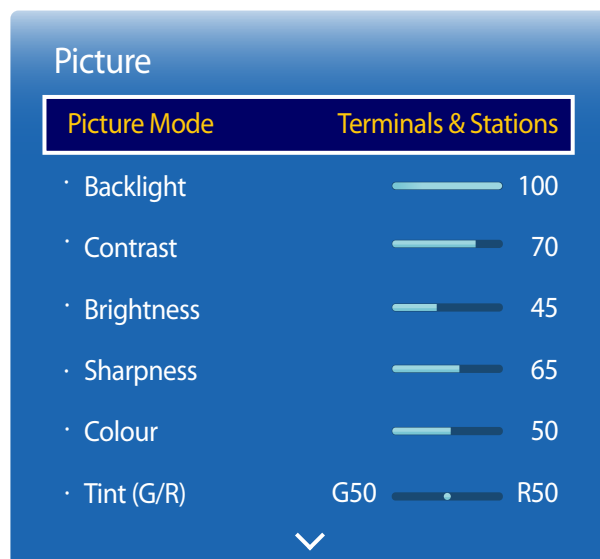 Picture
Picture Mode Terminals & Stations
· Backlight 100
· Contrast 70
· Brightness 45
· Sharpness 65
· Colour 50
· Tint (G/R) G50 R50